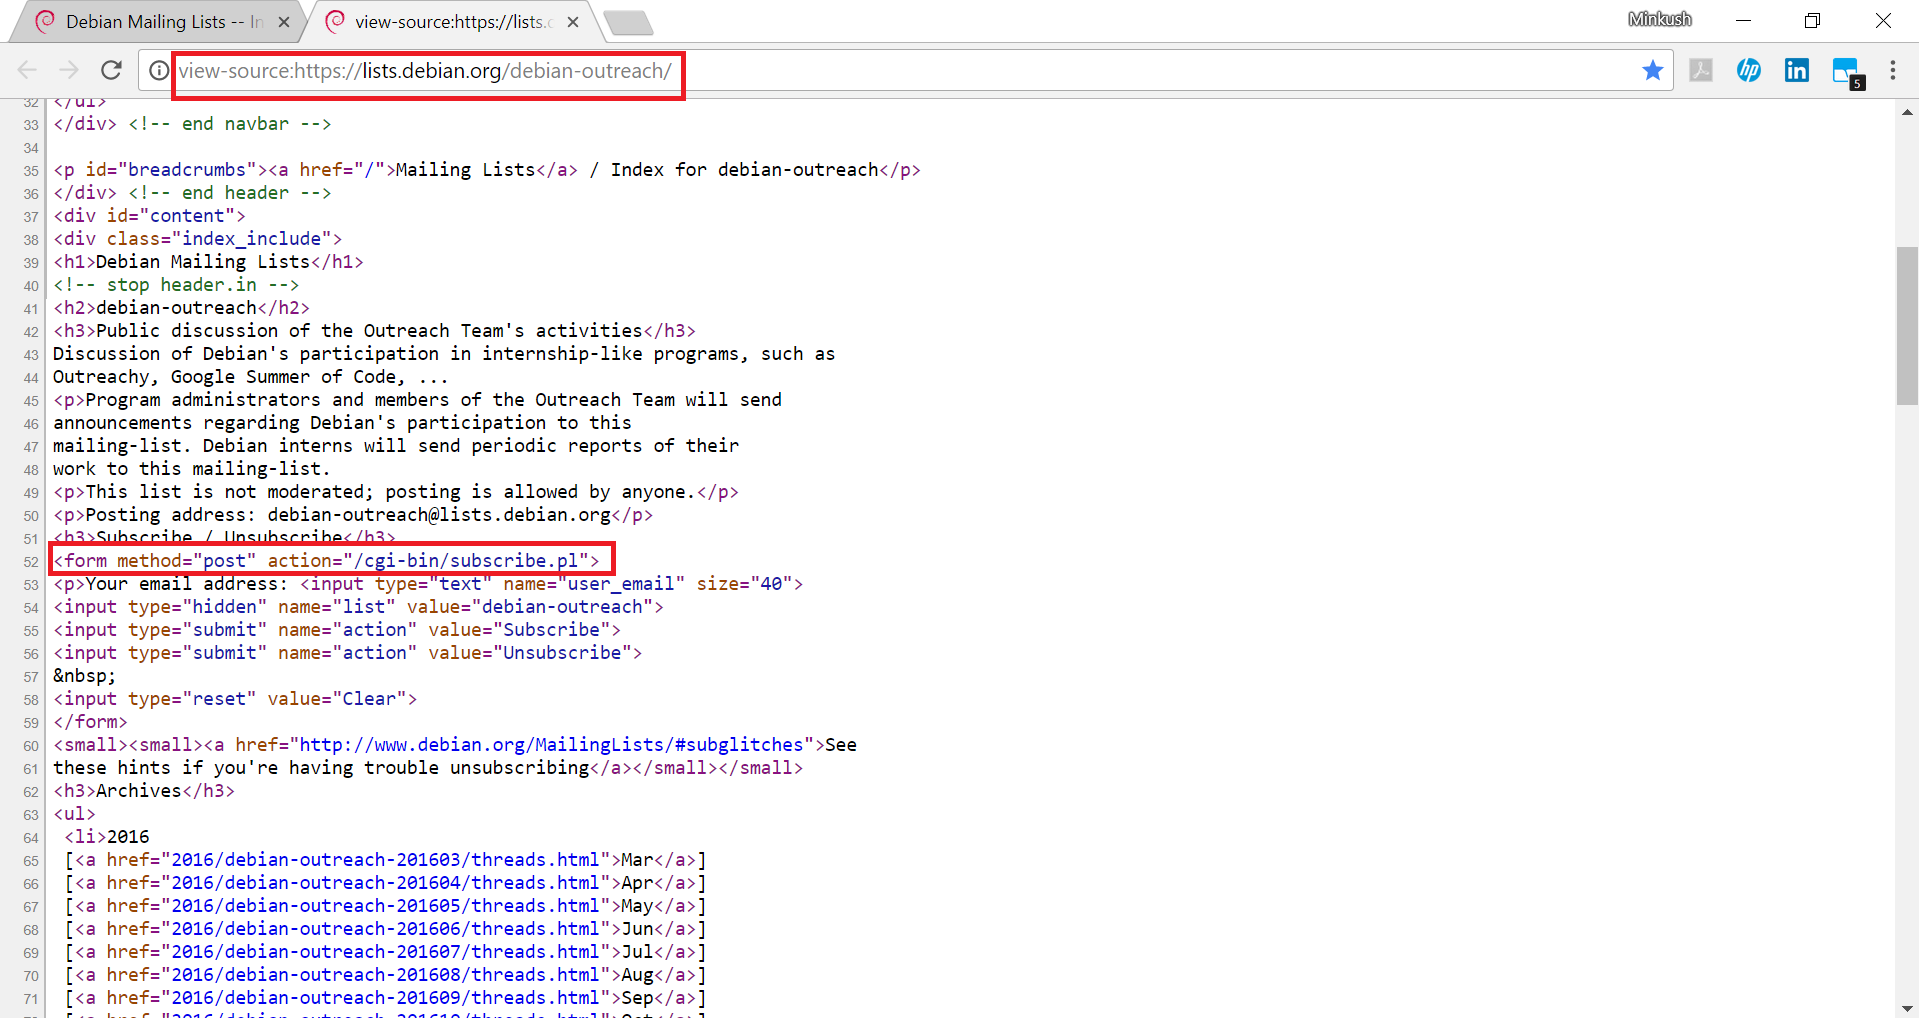 Debian Mailing Lists -- In
view-source:https://lists.d
Minkush
view-source:https://lists.debian.org/debian-outreach/
hp
in
5
32 </ul>
33 </div> <!-- end navbar -->
34
35 <p id="breadcrumbs"><a href="/">Mailing Lists</a> / Index for debian-outreach</p>
36 </div> <!-- end header -->
37 <div id="content">
38 <div class="index_include">
39 <h1>Debian Mailing Lists</h1>
40 <!-- stop header.in -->
41 <h2>debian-outreach</h2>
42 <h3>Public discussion of the Outreach Team's activities</h3>
43 Discussion of Debian's participation in internship-like programs, such as
44 Outreachy, Google Summer of Code, ...
45 <p>Program administrators and members of the Outreach Team will send
46 announcements regarding Debian's participation to this
47 mailing-list. Debian interns will send periodic reports of their
48 work to this mailing-list.
49 <p>This list is not moderated; posting is allowed by anyone.</p>
50 <p>Posting address: debian-outreach@lists.debian.org</p>
51 <h3>Subscribe / Unsubscribe</h3>
52 <form method="post" action="/cgi-bin/subscribe.pl">
53 <p>Your email address: <input type="text" name="user_email" size="40">
54 <input type="hidden" name="list" value="debian-outreach">
55 <input type="submit" name="action" value="Subscribe">
56 <input type="submit" name="action" value="Unsubscribe">
57 &nbsp;
58 <input type="reset" value="Clear">
59 </form>
60 <small><small><a href="http://www.debian.org/MailingLists/#subglitches">See
61 these hints if you're having trouble unsubscribing</a></small></small>
62 <h3>Archives</h3>
63 <ul>
64 <li>2016
65 [<a href="2016/debian-outreach-201603/threads.html">Mar</a>]
66 [<a href="2016/debian-outreach-201604/threads.html">Apr</a>]
67 [<a href="2016/debian-outreach-201605/threads.html">May</a>]
68 [<a href="2016/debian-outreach-201606/threads.html">Jun</a>]
69 [<a href="2016/debian-outreach-201607/threads.html">Jul</a>]
70 [<a href="2016/debian-outreach-201608/threads.html">Aug</a>]
71 [<a href="2016/debian-outreach-201609/threads.html">Sep</a>]
[<a href="2016/debian-outreach-201610/threads.html">Oct</a>]